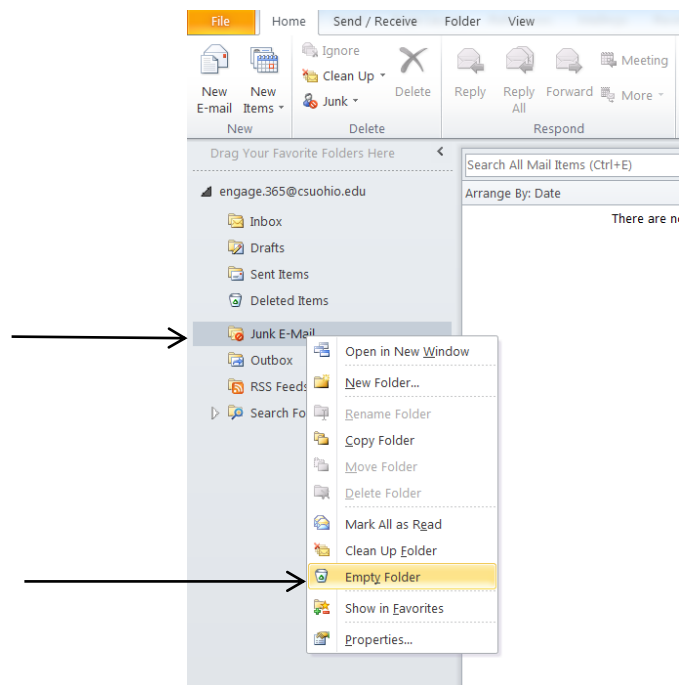 File Home Send / Receive Folder View
Ignore
Clean Up
Junk
Delete
New E-mail
New Items
Reply
Reply All
Forward
Meeting
More
New Delete Respond
Drag Your Favorite Folders Here
Search All Mail Items (Ctrl+E)
Arrange By: Date
There are
engage.365@csuohio.edu
Inbox
Drafts
Sent Items
Deleted Items
Junk E-Mail
Outbox
RSS Feeds
Search Fo
Open in New Window
New Folder...
Rename Folder
Copy Folder
Move Folder
Delete Folder
Mark All as Read
Clean Up Folder
Empty Folder
Show in Favorites
Properties...